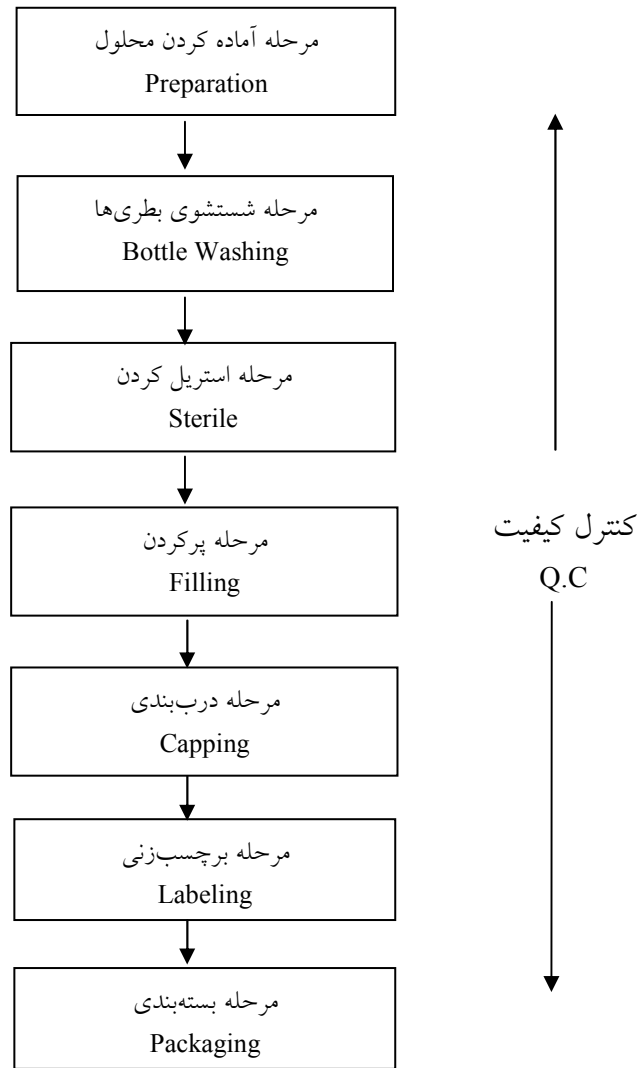 مرحله آماده کردن محلول
Preparation
مرحله شستشوی بطری‌ها
Bottle Washing
مرحله استریل کردن
Sterile
مرحله پرکردن
Filling
مرحله درب‌بندی
Capping
مرحله برچسب‌زنی
Labeling
مرحله بسته‌بندی
Packaging
کنترل کیفیت
Q.C